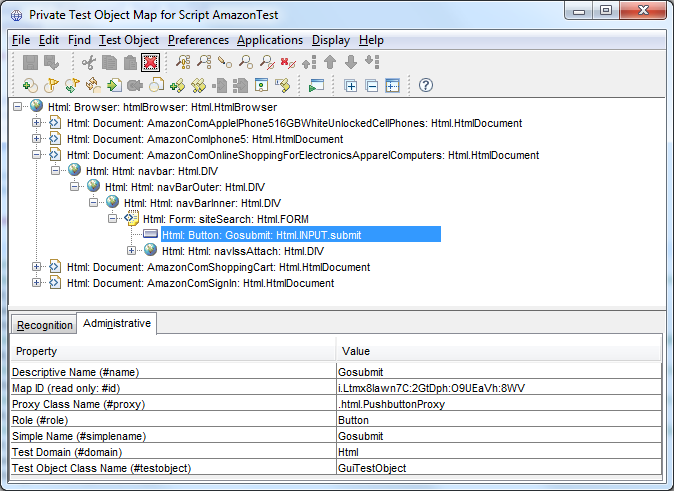 Private Test Object Map for Script AmazonTest
File Edit Find Test Object Preferences Applications Display Help
Html: Browser: htmlBrowser: Html.HtmlBrowser
Html: Document: AmazonComAppleIPhone516GBWhiteUnlockedCellPhones: Html.HtmlDocument
Html: Document: AmazonComIphone5: Html.HtmlDocument
Html: Document: AmazonComOnlineShoppingForElectronicsApparelComputers: Html.HtmlDocument
Html: Html: navbar: Html.DIV
Html: Html: navBarOuter: Html.DIV
Html: Html: navBarInner: Html.DIV
Html: Form: siteSearch: Html.FORM
Html: Button: Gosubmit: Html.INPUT.submit
Html: Html: navIssAttach: Html.DIV
Html: Document: AmazonComShoppingCart: Html.HtmlDocument
Html: Document: AmazonComSignIn: Html.HtmlDocument
Recognition Administrative
Property Value
Descriptive Name (#name) Gosubmit
Map ID (read only: #id) i.Ltmx8lawn7C:2GtDph:O9UEaVh:8WV
Proxy Class Name (#proxy) .html.PushbuttonProxy
Role (#role) Button
Simple Name (#simplename) Gosubmit
Test Domain (#domain) Html
Test Object Class Name (#testobject) GuiTestObject